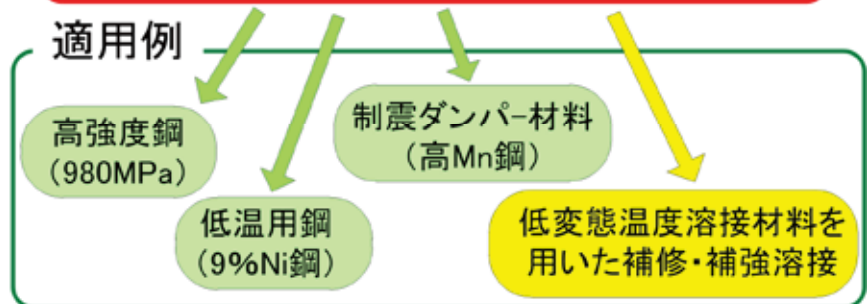 適用例
高強度鋼
(980MPa)
制震ダンパー材料
(高Mn鋼)
低温用鋼
(9%Ni鋼)
低変態温度溶接材料を
用いた補修・補強溶接